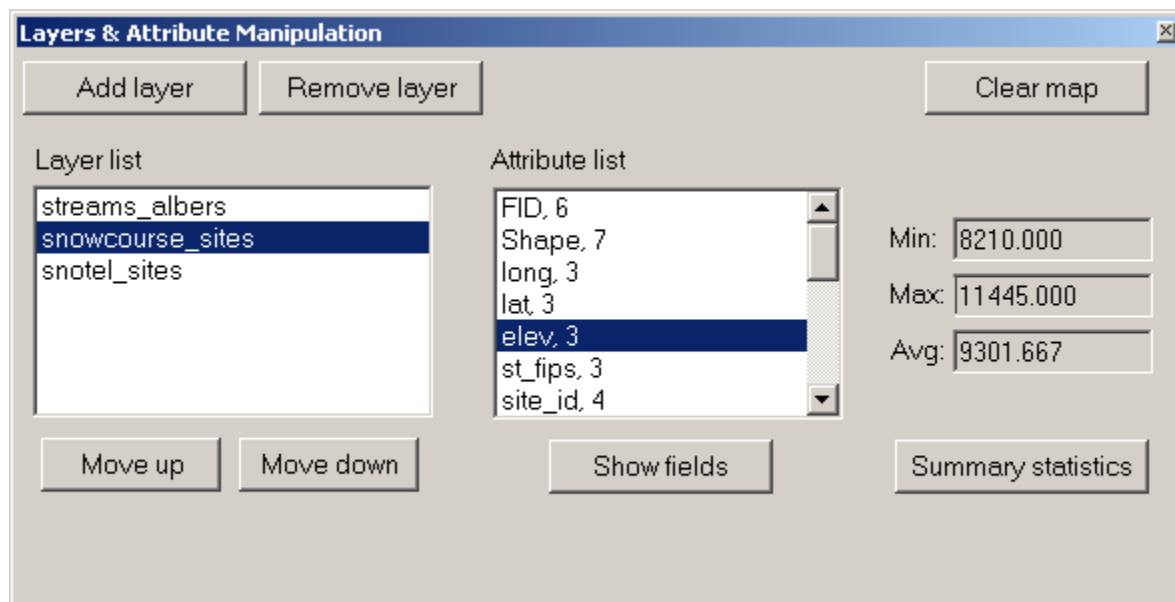 Layers & Attribute Manipulation
Add layer
Remove layer
Clear map
Layer list
streams_albers
snowcourse_sites
snotel_sites
Move up
Move down
Attribute list
FID, 6
Shape, 7
long, 3
lat, 3
elev, 3
st_fips, 3
site_id, 4
Show fields
Min: 8210.000
Max: 11445.000
Avg: 9301.667
Summary statistics